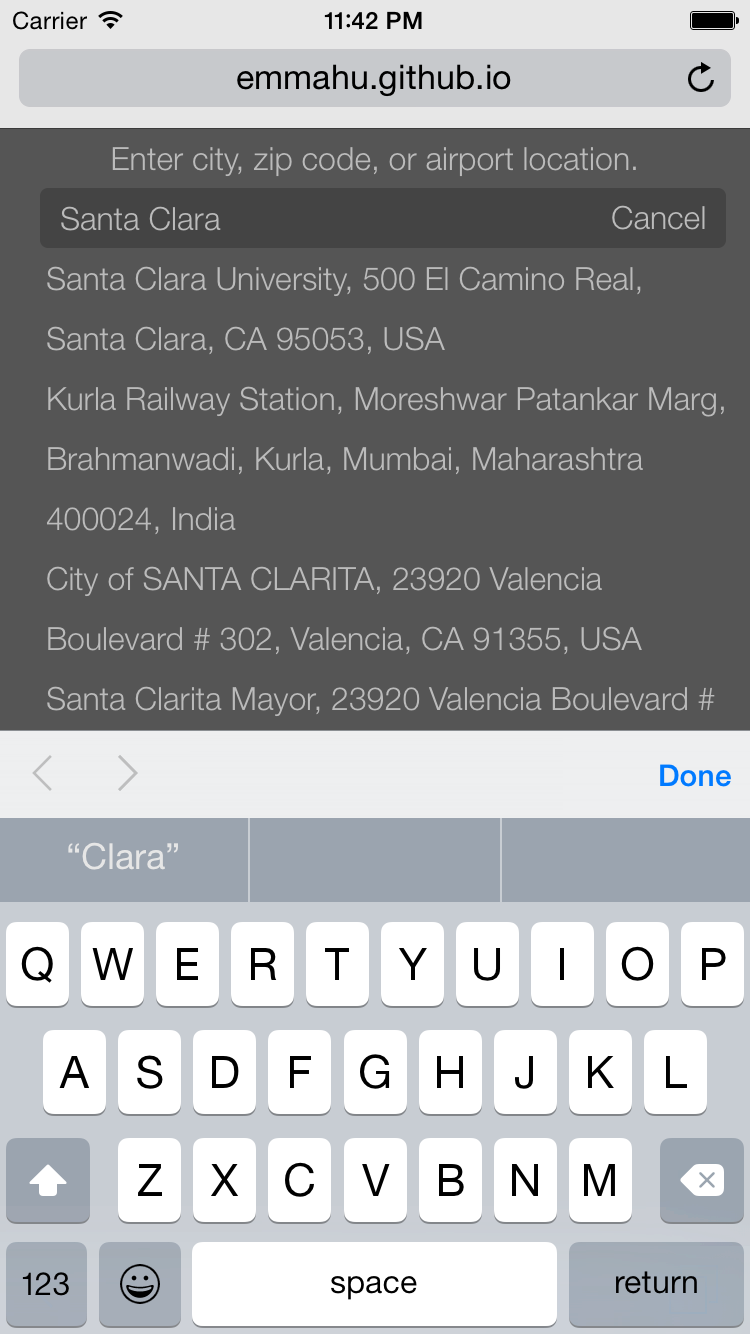 Carrier 11:42 PM
emmahu.github.io
Enter city, zip code, or airport location.
Santa Clara Cancel
Santa Clara University, 500 El Camino Real,
Santa Clara, CA 95053, USA
Kurla Railway Station, Moreshwar Patankar Marg,
Brahmanwadi, Kurla, Mumbai, Maharashtra
400024, India
City of SANTA CLARITA, 23920 Valencia
Boulevard # 302, Valencia, CA 91355, USA
Santa Clarita Mayor, 23920 Valencia Boulevard #
Done
“Clara”
Q W E R T Y U I O P
A S D F G H J K L
Z X C V B N M
123 space return